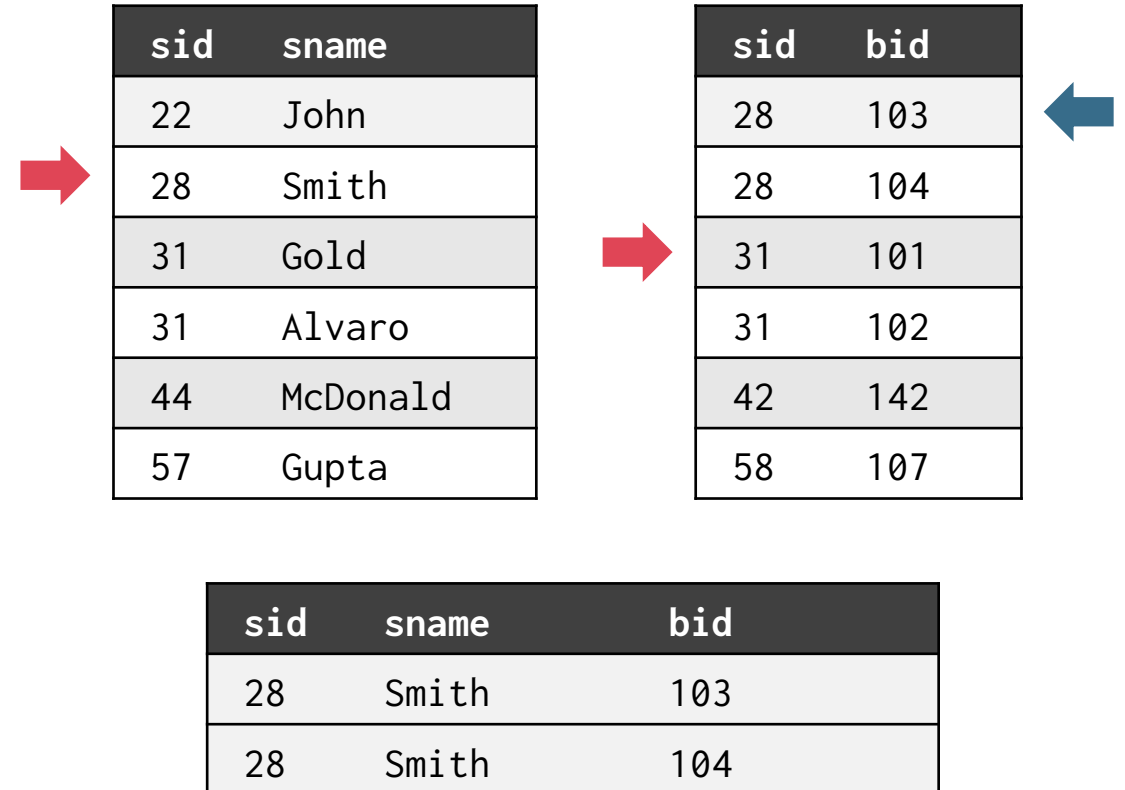 sid sname
22 John
28 Smith
31 Gold
31 Alvaro
44 McDonald
57 Gupta
sid bid
28 103
28 104
31 101
31 102
42 142
58 107
sid sname bid
28 Smith 103
28 Smith 104